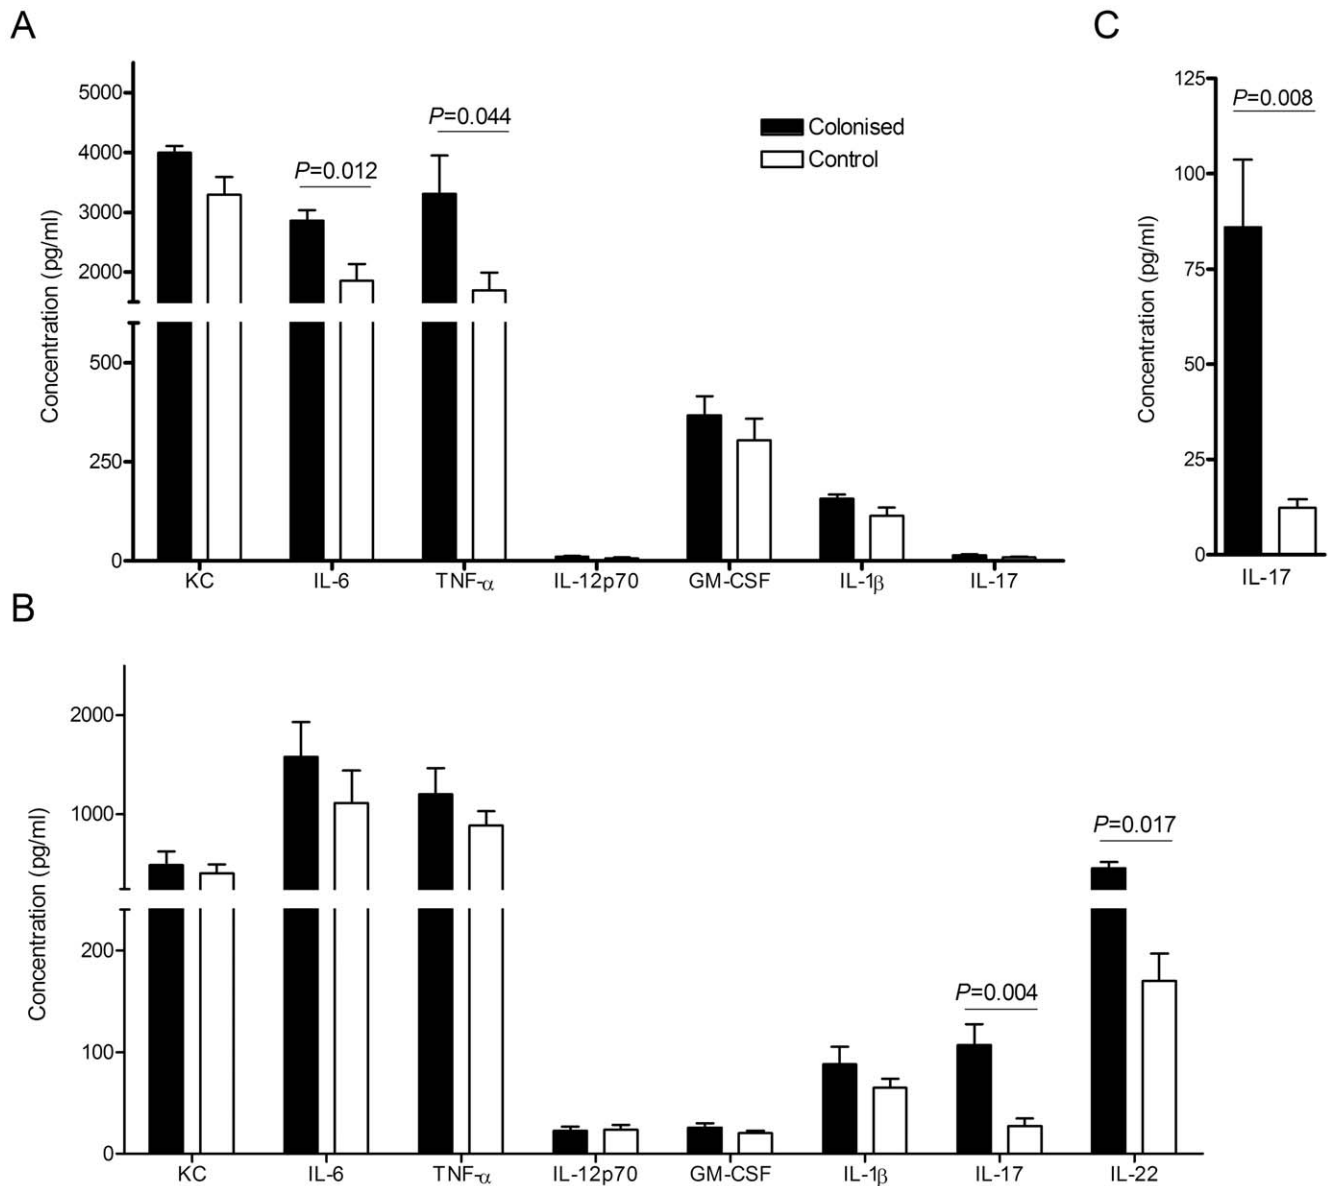 A
C
Concentration (pg/ml)
5000
4000
3000
2000
500
250
0
P=0.012
P=0.044
Colonised
Control
KC IL-6 TNF-α IL-12p70 GM-CSF IL-1β IL-17
Concentration (pg/ml)
125
100
75
50
25
0
P=0.008
IL-17
B
Concentration (pg/ml)
2000
1000
200
100
0
P=0.004
P=0.017
KC IL-6 TNF-α IL-12p70 GM-CSF IL-1β IL-17 IL-22